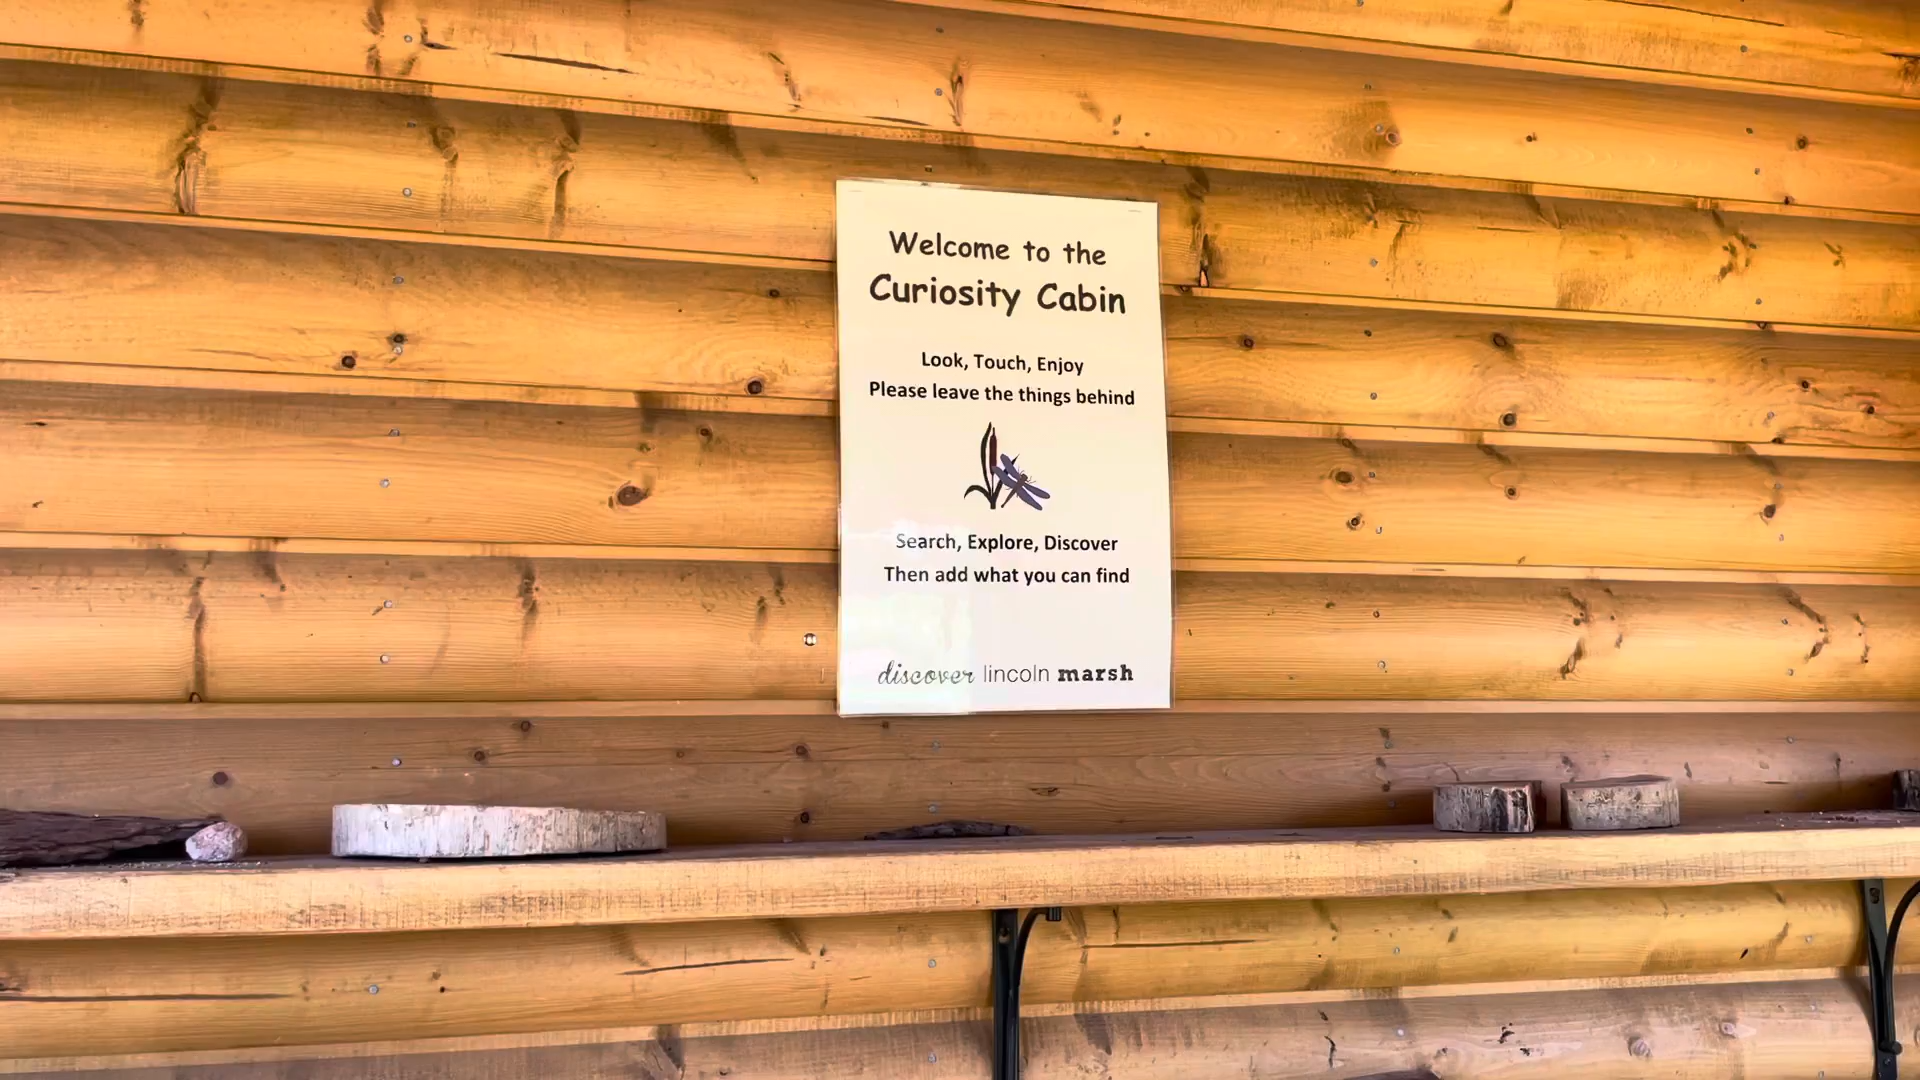 Welcome to the
Curiosity Cabin
Look, Touch, Enjoy
Please leave the things behind
Search, Explore, Discover
Then add what you can find
discover lincoln marsh